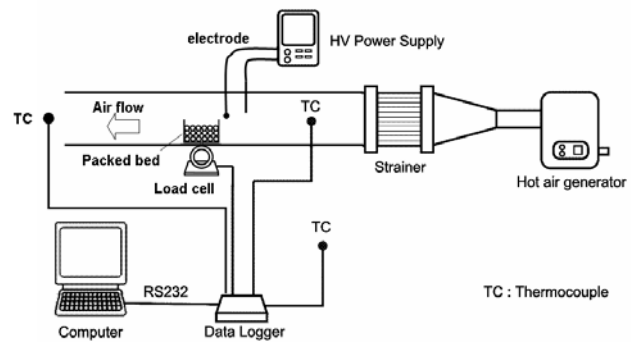 electrode
HV Power Supply
Air flow
TC
TC
Packed bed
Strainer
Load cell
Hot air generator
TC
RS232
TC : Thermocouple
Computer
Data Logger